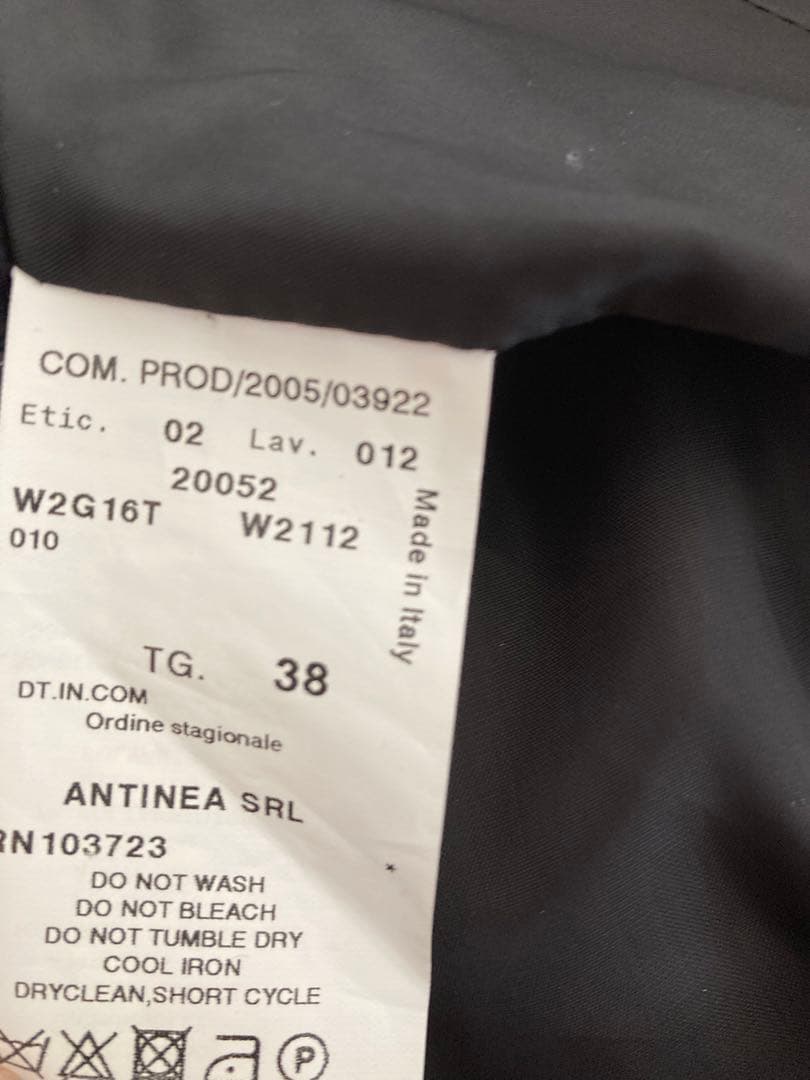 COM. PROD/2005/03922
Etic. 02 Lav. 012
20052
W2G16T W2112
010
Made in Italy
TG. 38
DT.IN.COM
Ordine stagionale
ANTINEA SRL
RN103723
DO NOT WASH
DO NOT BLEACH
DO NOT TUMBLE DRY
COOL IRON
DRYCLEAN,SHORT CYCLE
P